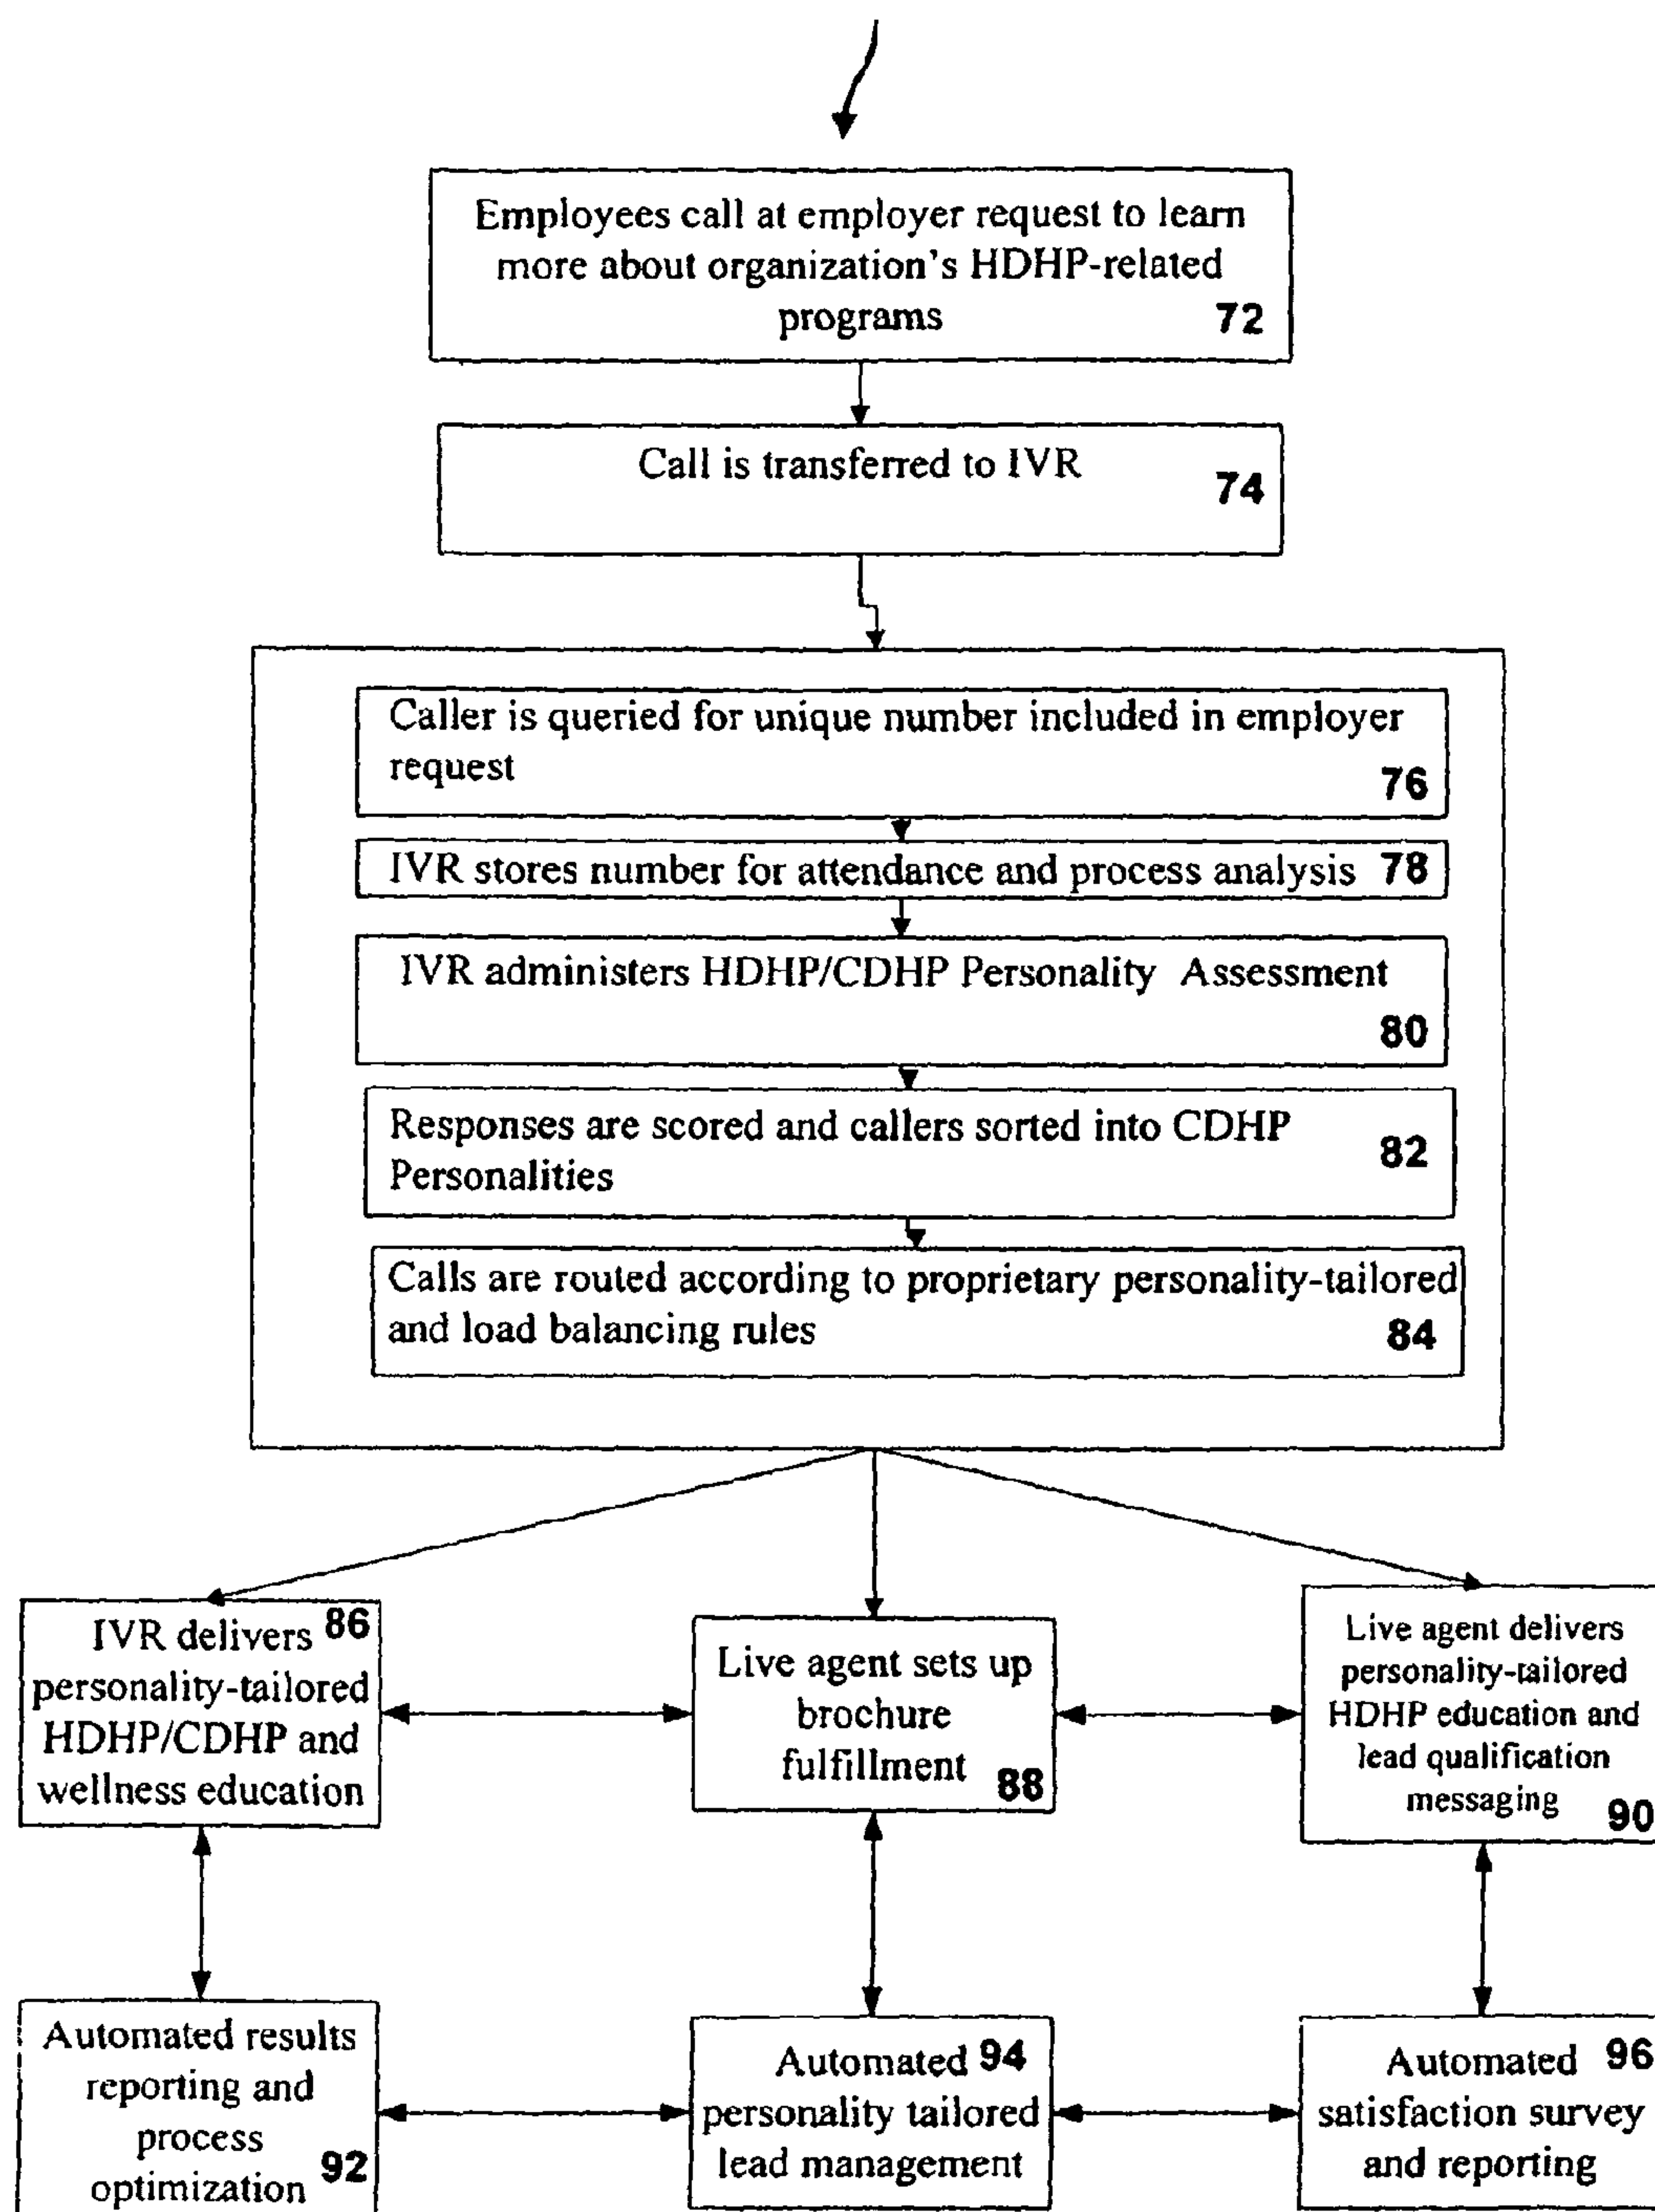 Employees call at employer request to learn
more about organization's HDHP-related
programs 72
Call is transferred to IVR
74
Caller is queried for unique number included in employer
request
76
IVR stores number for attendance and process analysis 78
IVR administers HDHP/CDHP Personality Assessment
80
Responses are scored and callers sorted into CDHP
Personalities
82
Calls are routed according to proprietary personality-tailored
and load balancing rules 84
IVR delivers 86
personality-tailored
HDHP/CDHP and
wellness education
Live agent sets up
brochure
fulfillment 88
Live agent delivers
personality-tailored
HDHP education and
lead qualification
messaging
90
Automated results
reporting and
process
optimization 92
Automated 94
personality tailored
lead management
Automated 96
satisfaction survey
and reporting